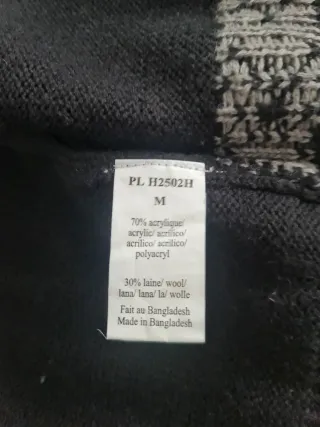 PL H2502H
M
70% acrylique/
acrylic/ acrilico/
acrilico/ acrilico/
polyacryl
30% laine/ wool/
lana/ lana/ la/ wolle
Fait au Bangladesh
Made in Bangladesh